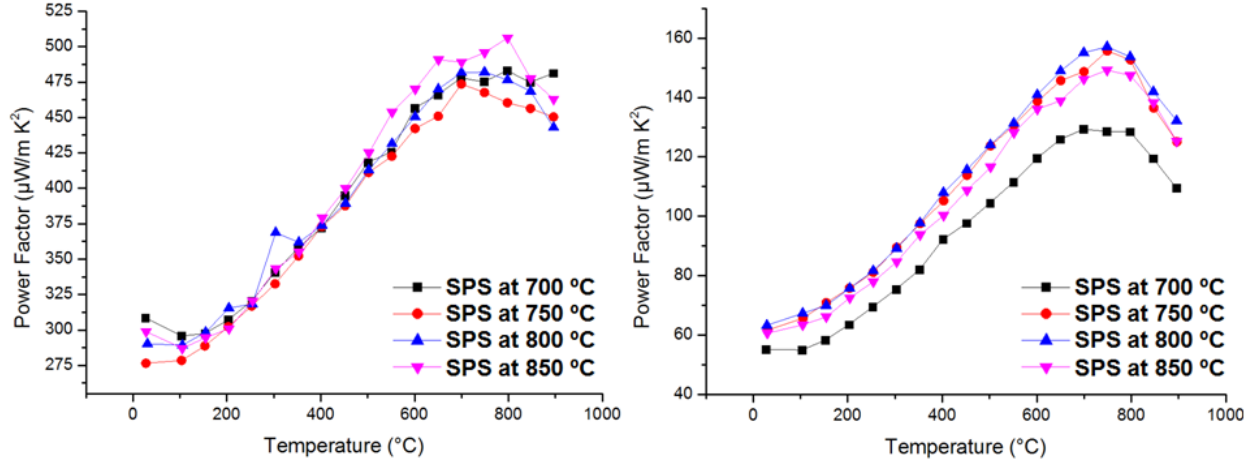 Power Factor (µW/m K²)
525
500
475
450
425
400
375
350
325
300
275
SPS at 700 ºC
SPS at 750 ºC
SPS at 800 ºC
SPS at 850 ºC
0 200 400 600 800 1000
Temperature (°C)
Power Factor (µW/m K²)
160
140
120
100
80
60
40
SPS at 700 ºC
SPS at 750 ºC
SPS at 800 ºC
SPS at 850 ºC
0 200 400 600 800 1000
Temperature (°C)